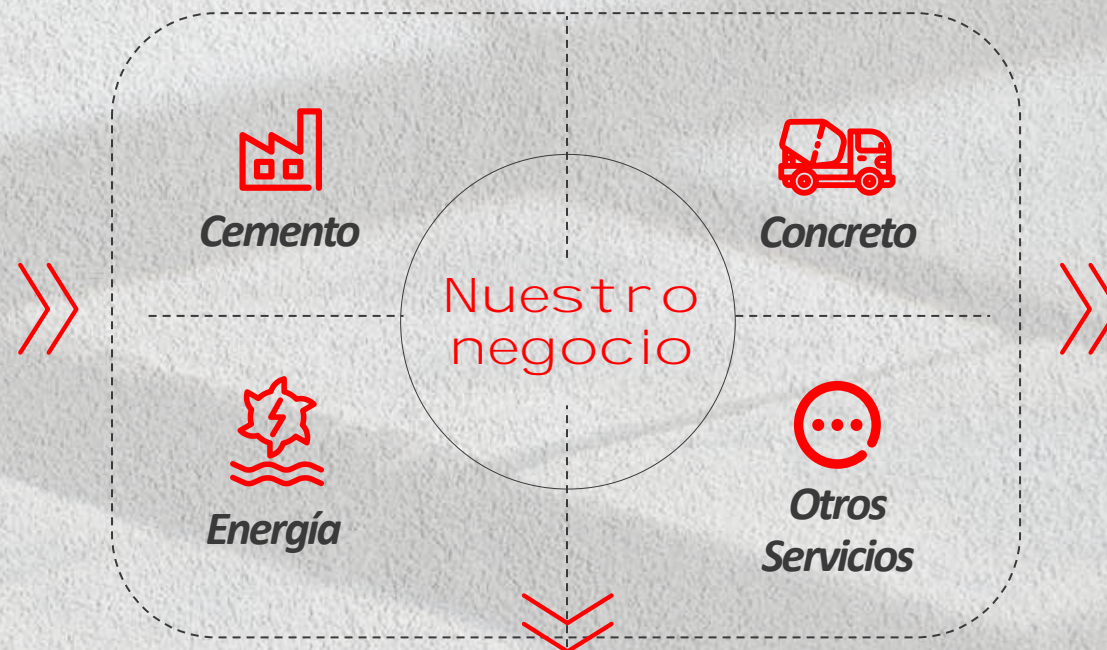 Cemento
Concreto
Nuestro
negocio
Energía
Otros
Servicios